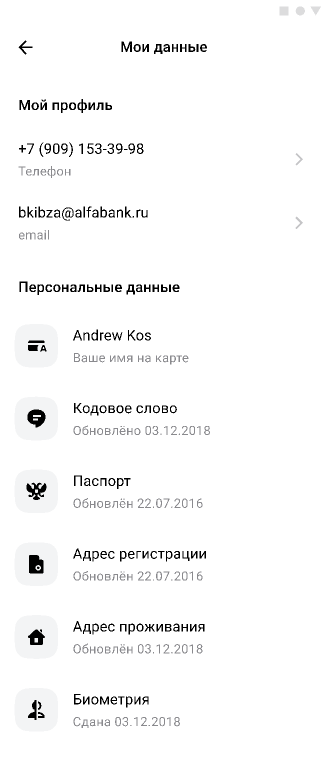 Мои данные
Мой профиль
+7 (909) 153-39-98
Телефон
bkibza@alfabank.ru
email
Персональные данные
Andrew Kos
Ваше имя на карте
Кодовое слово
Обновлёно 03.12.2018
Паспорт
Обновлён 22.07.2016
Адрес регистрации
Обновлён 22.07.2016
Адрес проживания
Обновлён 03.12.2018
Биометрия
Сдана 03.12.2018